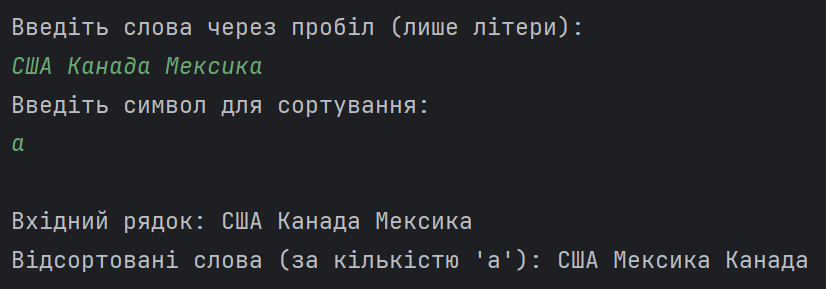 Введіть слова через пробіл (лише літери):
США Канада Мексика
Введіть символ для сортування:
а
Вхідний рядок: США Канада Мексика
Відсортовані слова (за кількістю 'а'): США Мексика Канада